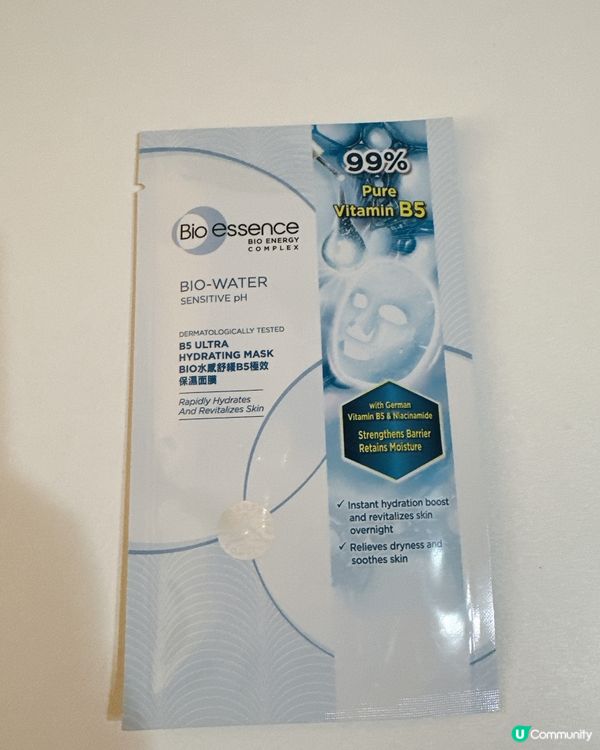 Bio essence
BIO ENERGY
COMPLEX
BIO-WATER
SENSITIVE pH
DERMATOLOGICALLY TESTED
B5 ULTRA
HYDRATING MASK
BIO水感舒緩B5極效
保濕面膜
Rapidly Hydrates
And Revitalizes Skin
99%
Pure
Vitamin B5
with German
Vitamin B5 & Niacinamide
Strengthens Barrier
Retains Moisture
✓ Instant hydration boost
and revitalizes skin
overnight
✓ Relieves dryness and
soothes skin
U Community